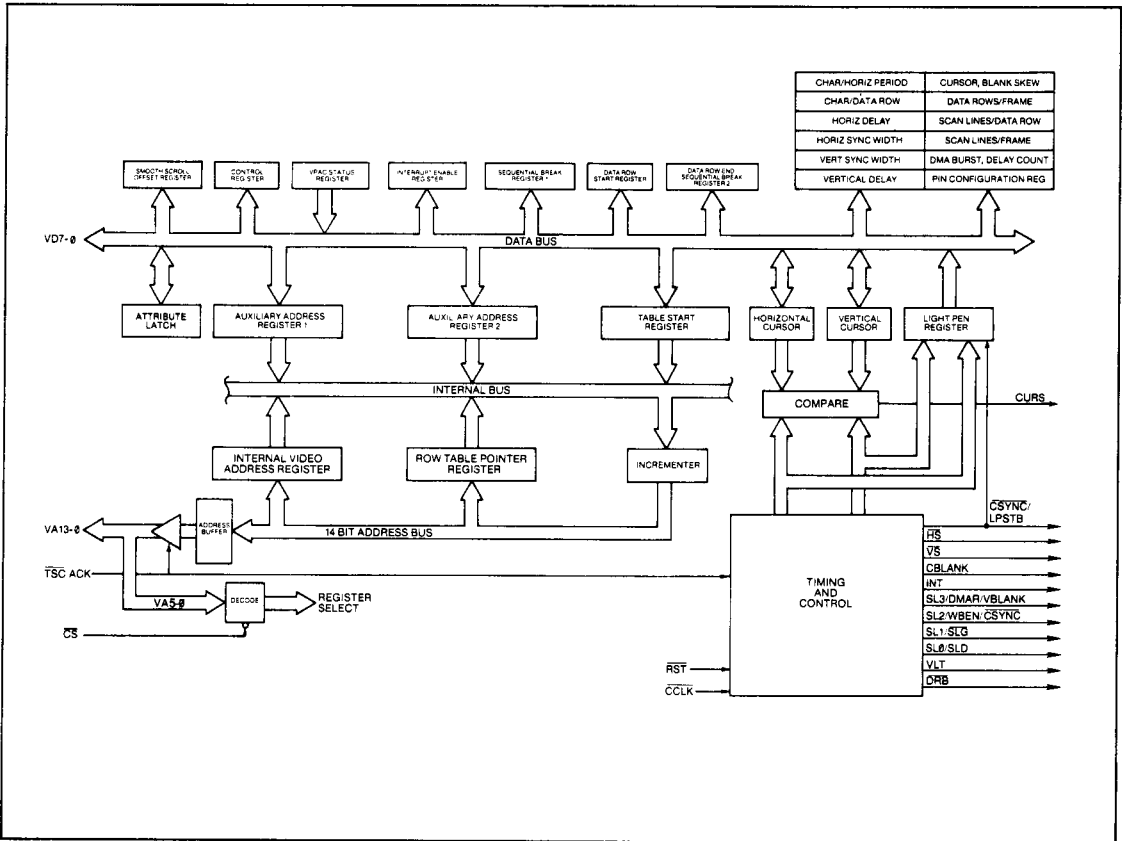 CHAR/HORIZ PERIOD
CURSOR, BLANK SKEW
CHAR/DATA ROW
DATA ROWS/FRAME
HORIZ DELAY
SCAN LINES/DATA ROW
HORIZ SYNC WIDTH
SCAN LINES/FRAME
VERT SYNC WIDTH
DMA BURST, DELAY COUNT
VERTICAL DELAY
PIN CONFIGURATION REG
SMOOTH SCROLL
OFFSET REGISTER
CONTROL
REGISTER
VPAC STATUS
REGISTER
INTERRUPT ENABLE
REGISTER
SEQUENTIAL BREAK
REGISTER 1
DATA ROW
START REGISTER
DATA ROW END
SEQUENTIAL BREAK
REGISTER 2
VD7-0
DATA BUS
ATTRIBUTE
LATCH
AUXILIARY ADDRESS
REGISTER 1
AUXILIARY ADDRESS
REGISTER 2
TABLE START
REGISTER
HORIZONTAL
CURSOR
VERTICAL
CURSOR
LIGHT PEN
REGISTER
INTERNAL BUS
COMPARE
CURS
INTERNAL VIDEO
ADDRESS REGISTER
ROW TABLE POINTER
REGISTER
INCREMENTER
VA13-0
ADDRESS
BUFFER
14 BIT ADDRESS BUS
TSC ACK
VA5-0
DECODE
REGISTER
SELECT
CS
TIMING
AND
CONTROL
RST
CCLK
CSYNC/
LPSTB
HS
VS
CBLANK
INT
SL3/DMAR/VBLANK
SL2/WBEN/CSYNC
SL1/SLG
SL0/SLD
VLT
DRB